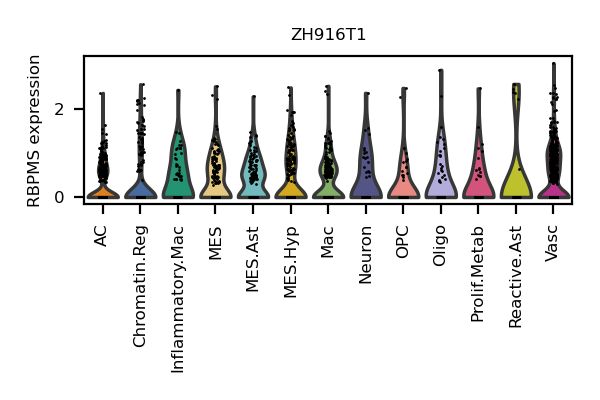 ZH916T1
RBPMS expression
2
0
AC
Chromatin.Reg
Inflammatory.Mac
MES
MES.Ast
MES.Hyp
Mac
Neuron
OPC
Oligo
Prolif.Metab
Reactive.Ast
Vasc